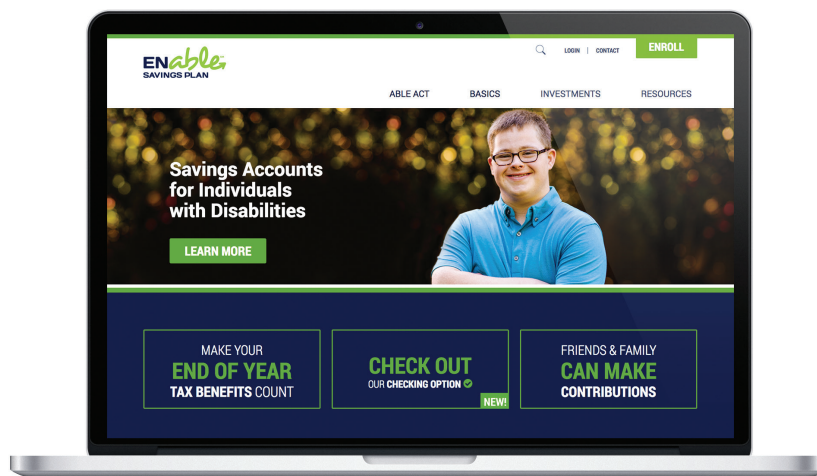 ENable™
SAVINGS PLAN
LOGIN | CONTACT
ENROLL
ABLE ACT
BASICS
INVESTMENTS
RESOURCES
Savings Accounts
for Individuals
with Disabilities
LEARN MORE
MAKE YOUR
END OF YEAR
TAX BENEFITS COUNT
CHECK OUT
OUR CHECKING OPTION
NEW!
FRIENDS & FAMILY
CAN MAKE
CONTRIBUTIONS